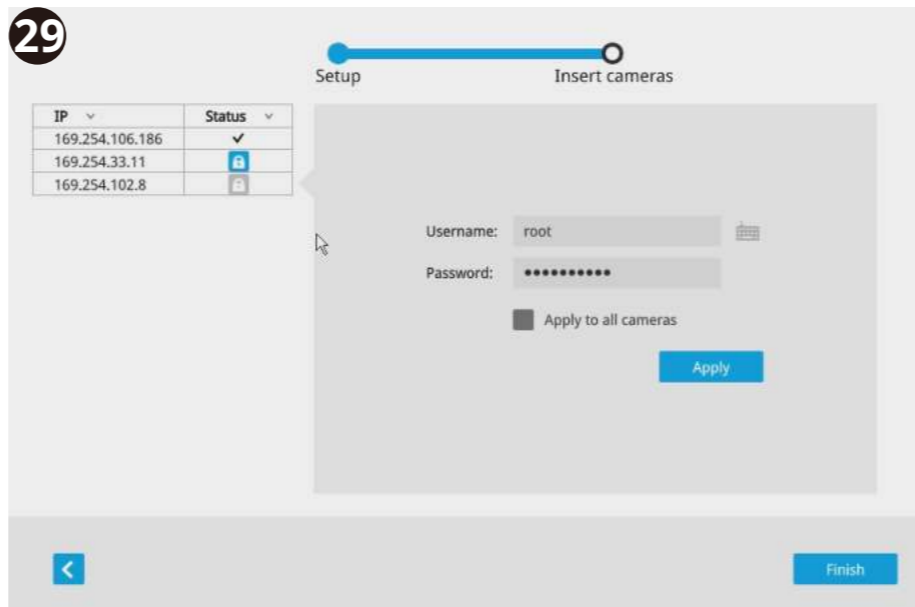 29
Setup Insert cameras
IP Status
169.254.106.186
169.254.33.11
169.254.102.8
Username: root
Password: ••••••••••
Apply to all cameras
Apply
Finish